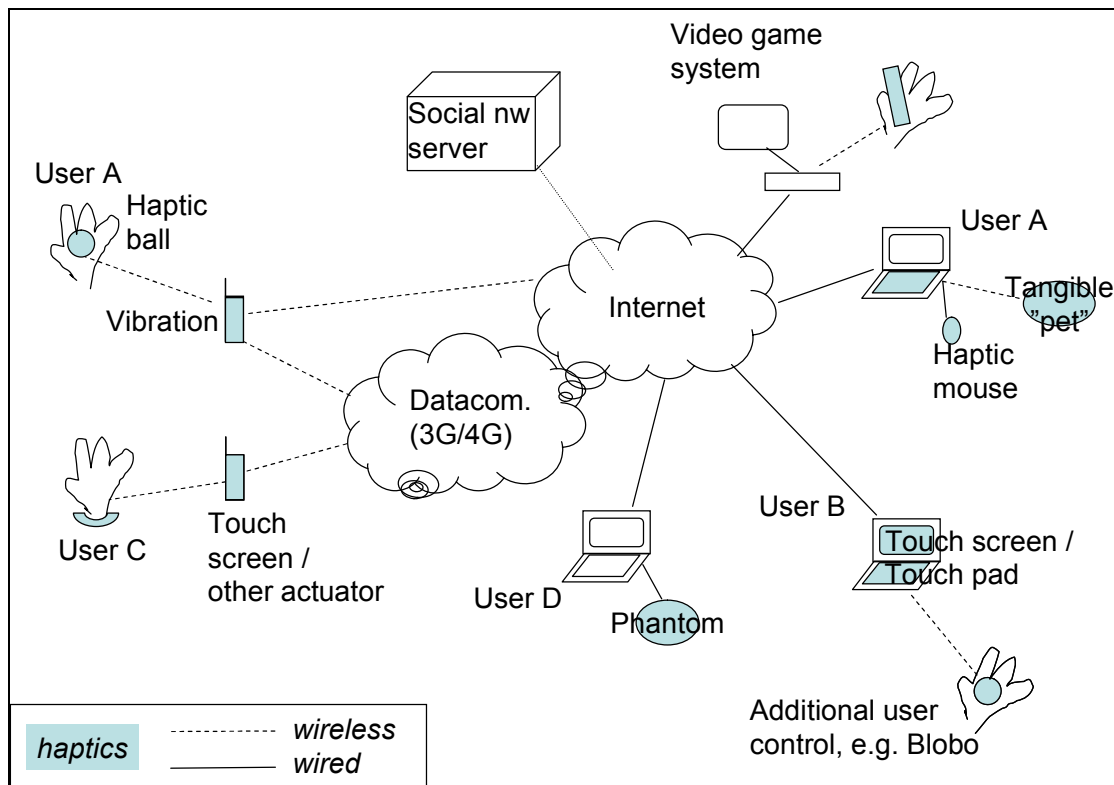 Video game
system
Social nw
server
User A
Haptic
ball
User A
Internet
Tangible
”pet”
Vibration
Haptic
mouse
Datacom.
(3G/4G)
User B
Touch screen /
Touch pad
User C
Touch
screen /
other actuator
User D
Phantom
Additional user
control, e.g. Blobo
haptics
wireless
wired